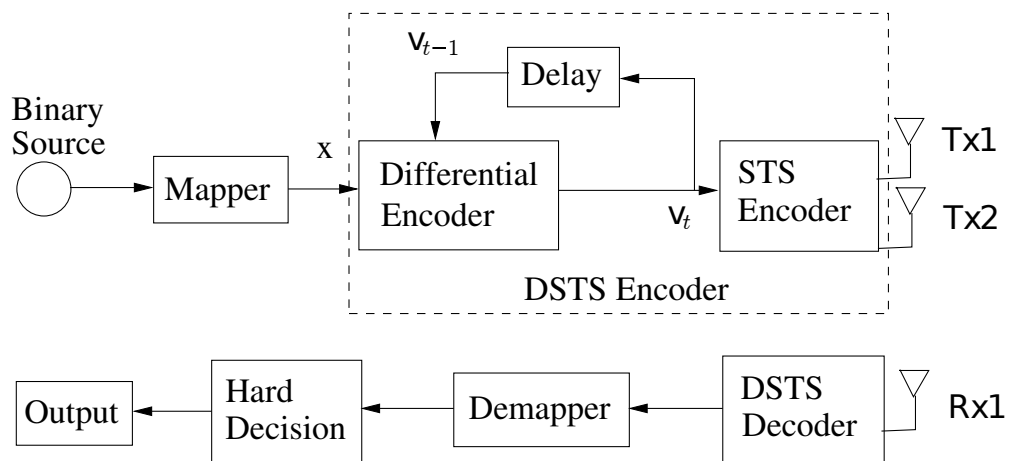 v_{t-1}
Delay
Binary
Source
Mapper
x
Differential
Encoder
v_t
STS
Encoder
Tx1
Tx2
DSTS Encoder
Output
Hard
Decision
Demapper
DSTS
Decoder
Rx1